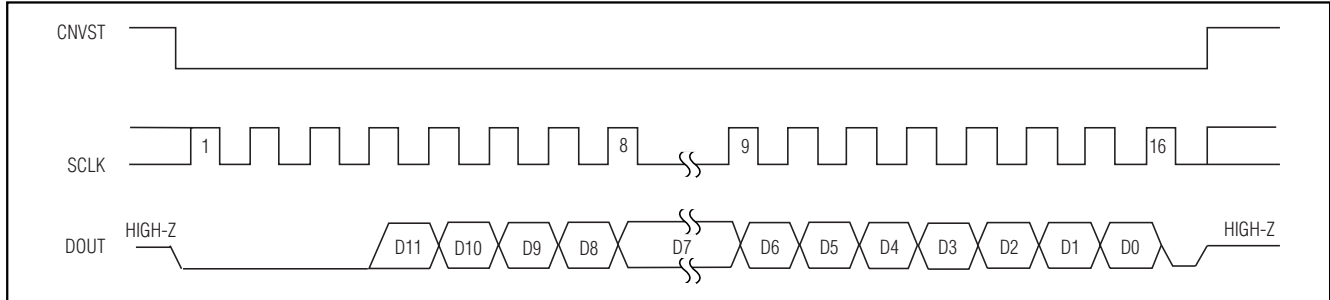 CNVST
1 8 9 16
SCLK
HIGH-Z HIGH-Z
DOUT D11 D10 D9 D8 D7 D6 D5 D4 D3 D2 D1 D0